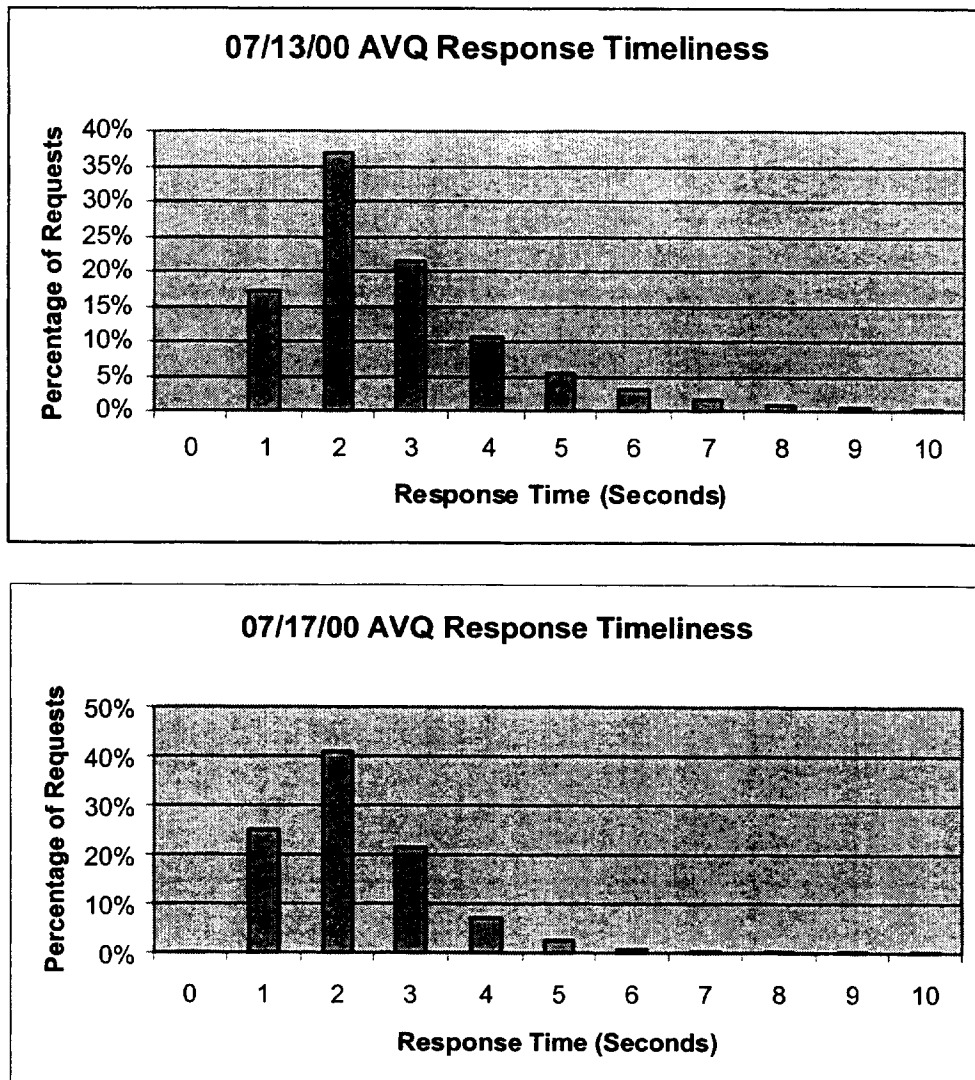 07/13/00 AVQ Response Timeliness
Percentage of Requests
40%
35%
30%
25%
20%
15%
10%
5%
0%
0 1 2 3 4 5 6 7 8 9 10
Response Time (Seconds)
07/17/00 AVQ Response Timeliness
Percentage of Requests
50%
40%
30%
20%
10%
0%
0 1 2 3 4 5 6 7 8 9 10
Response Time (Seconds)